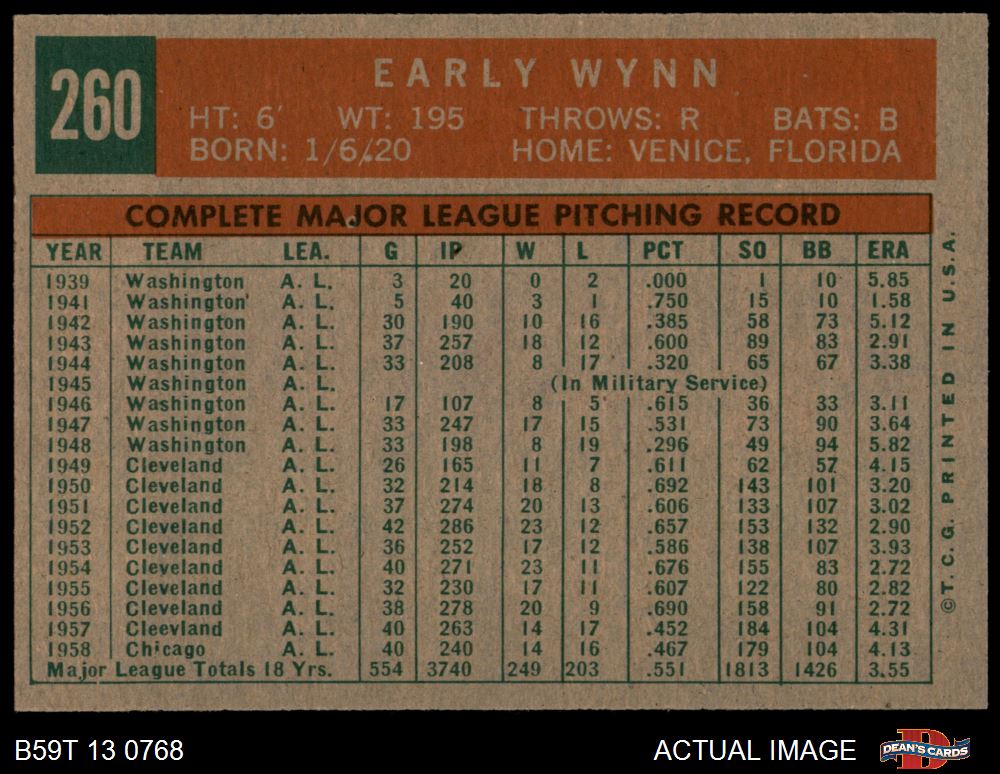 260
EARLY WYNN
HT: 6' WT: 195 THROWS: R BATS: B
BORN: 1/6/20 HOME: VENICE, FLORIDA
COMPLETE MAJOR LEAGUE PITCHING RECORD
YEAR TEAM LEA. G IP W L PCT SO BB ERA
1939 Washington A. L. 3 20 0 2 .000 1 10 5.85
1941 Washington A. L. 5 40 3 1 .750 15 10 1.58
1942 Washington A. L. 30 190 10 16 .385 58 73 5.12
1943 Washington A. L. 37 257 18 12 .600 89 83 2.91
1944 Washington A. L. 33 208 8 17 .320 65 67 3.38
1945 Washington A. L. (In Military Service)
1946 Washington A. L. 17 107 8 5 .615 36 33 3.11
1947 Washington A. L. 33 247 17 15 .531 73 90 3.64
1948 Washington A. L. 33 198 8 19 .296 49 94 5.82
1949 Cleveland A. L. 26 165 11 7 .611 62 57 4.15
1950 Cleveland A. L. 32 214 18 8 .692 143 101 3.20
1951 Cleveland A. L. 37 274 20 13 .606 133 107 3.02
1952 Cleveland A. L. 42 286 23 12 .657 153 132 2.90
1953 Cleveland A. L. 36 252 17 12 .586 138 107 3.93
1954 Cleveland A. L. 40 271 23 11 .676 155 83 2.72
1955 Cleveland A. L. 32 230 17 11 .607 122 80 2.82
1956 Cleveland A. L. 38 278 20 9 .690 158 91 2.72
1957 Cleevland A. L. 40 263 14 17 .452 184 104 4.31
1958 Chicago A. L. 40 240 14 16 .467 179 104 4.13
Major League Totals 18 Yrs. 554 3740 249 203 .551 1813 1426 3.55
©T. C. G. PRINTED IN U.S.A.
B59T 13 0768 ACTUAL IMAGE DEAN'S CARDS